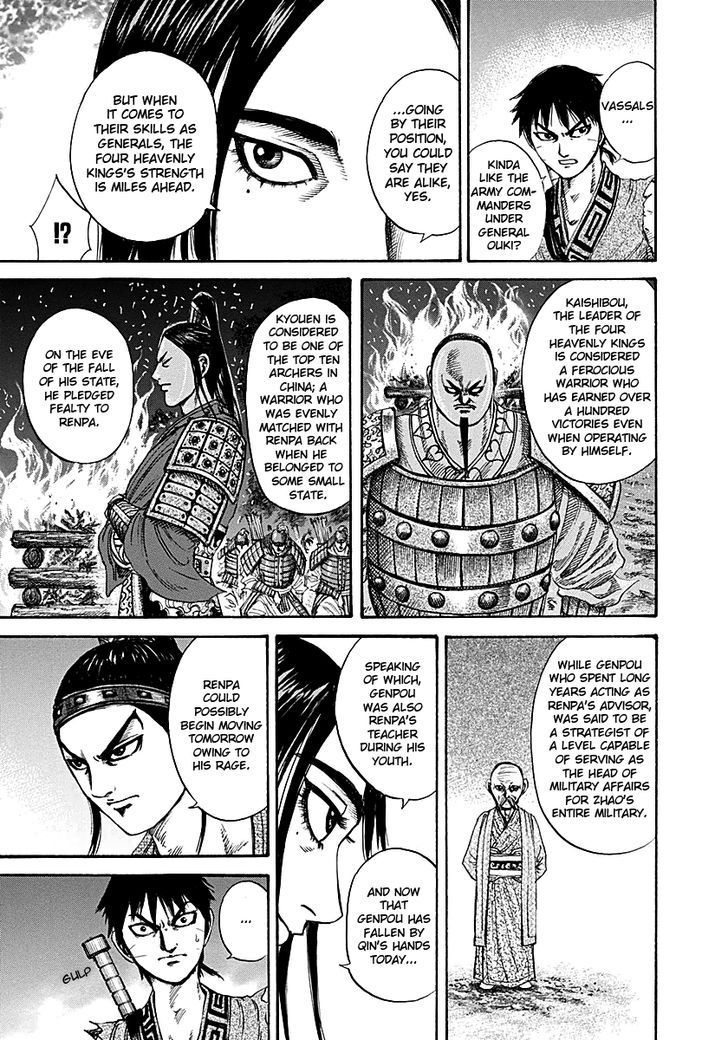 VASSALS
...
KINDA
LIKE THE
ARMY COM-
MANDERS
UNDER
GENERAL
OUKI?
...GOING
BY THEIR
POSITION,
YOU COULD
SAY THEY
ARE ALIKE,
YES.
BUT WHEN
IT COMES
TO THEIR
SKILLS AS
GENERALS, THE
FOUR HEAVENLY
KINGS'S STRENGTH
IS MILES AHEAD.
!?
KAISHIBOU,
THE LEADER OF
THE FOUR
HEAVENLY KINGS
IS CONSIDERED
A FEROCIOUS
WARRIOR WHO
HAS EARNED OVER
A HUNDRED
VICTORIES EVEN
WHEN OPERATING
BY HIMSELF.
KYOUEN IS
CONSIDERED
TO BE ONE OF
THE TOP TEN
ARCHERS IN
CHINA; A
WARRIOR WHO
WAS EVENLY
MATCHED WITH
RENPA BACK
WHEN HE
BELONGED TO
SOME SMALL
STATE.
ON THE EVE
OF THE FALL
OF HIS STATE,
HE PLEDGED
FEALTY TO
RENPA.
WHILE GENPOU
WHO SPENT LONG
YEARS ACTING AS
RENPA'S ADVISOR,
WAS SAID TO BE
A STRATEGIST OF
A LEVEL CAPABLE
OF SERVING AS
THE HEAD OF
MILITARY AFFAIRS
FOR ZHAO'S
ENTIRE MILITARY.
SPEAKING
OF WHICH,
GENPOU
WAS ALSO
RENPA'S
TEACHER
DURING HIS
YOUTH.
AND NOW
THAT
GENPOU HAS
FALLEN BY
QIN'S HANDS
TODAY...
RENPA
COULD
POSSIBLY
BEGIN MOVING
TOMORROW
OWING TO
HIS RAGE.
...
GULP